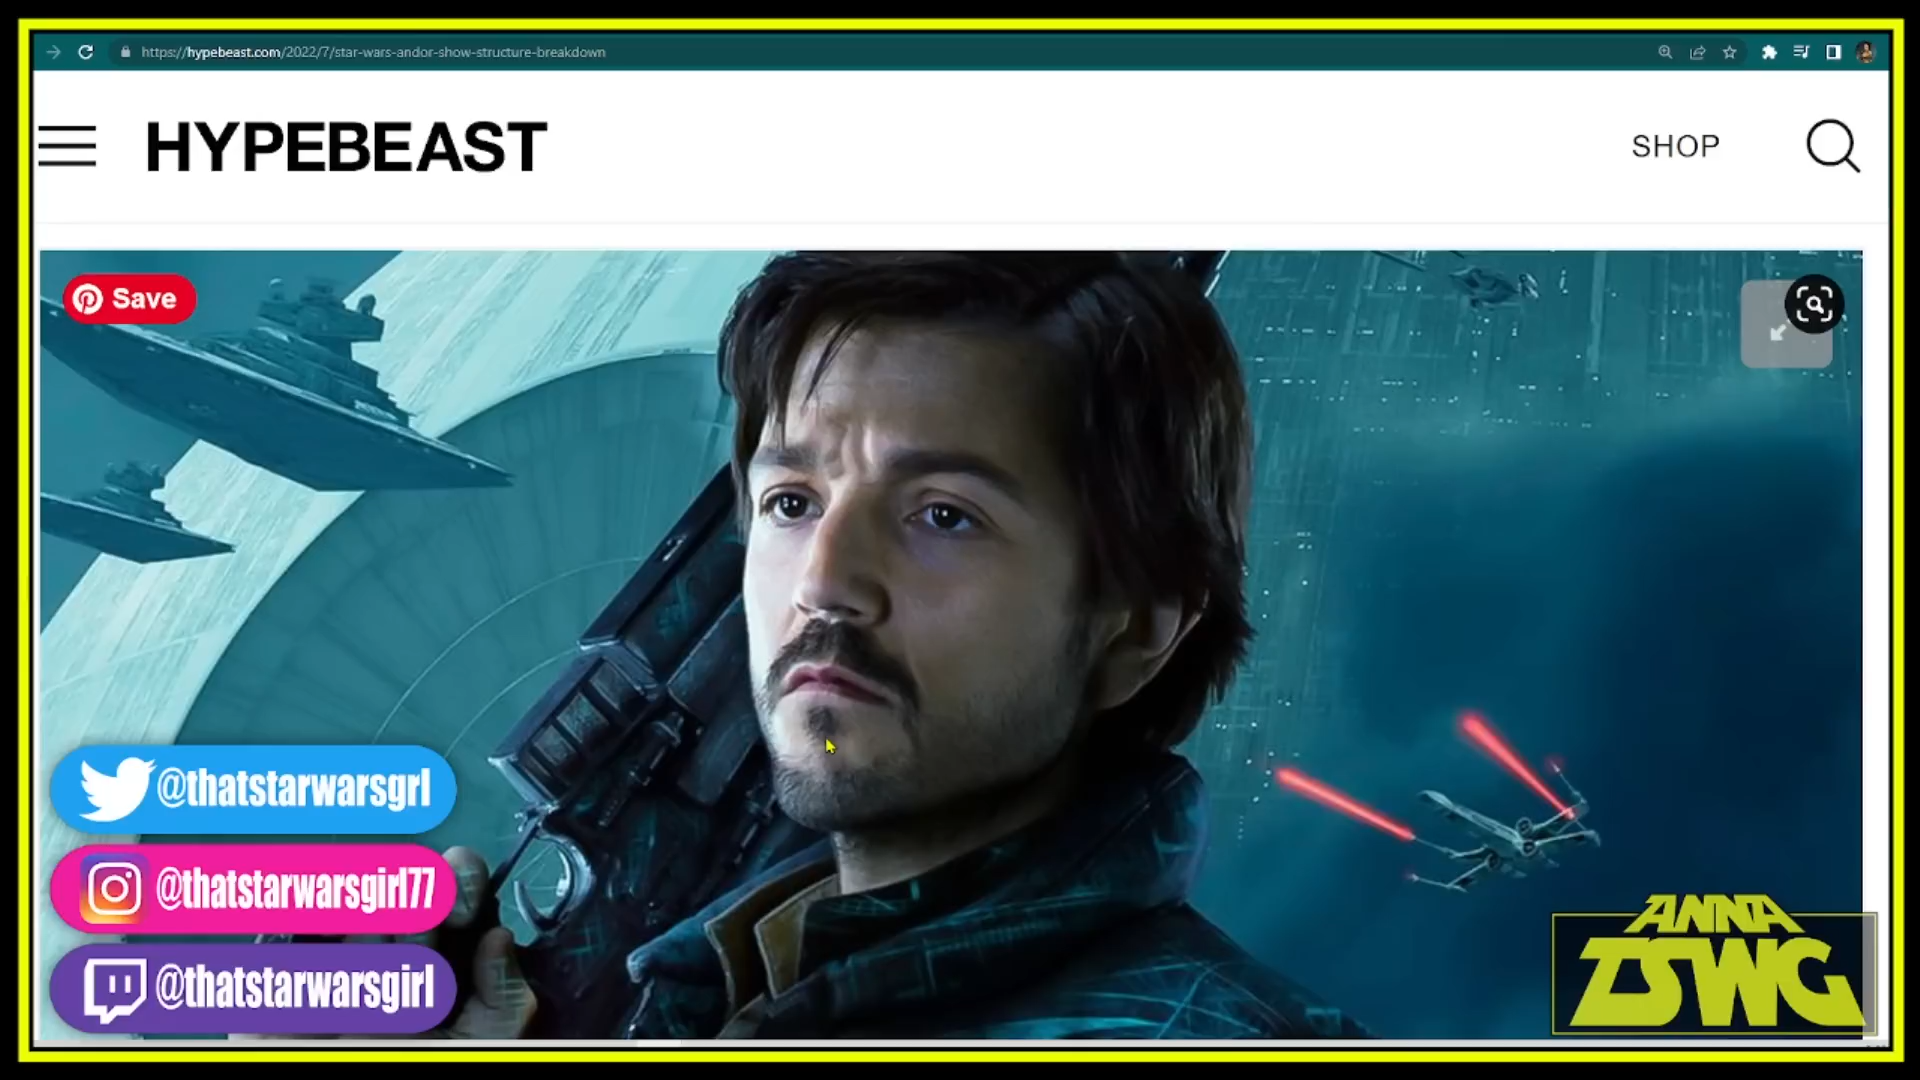 https://hypebeast.com/2022/7/star-wars-andor-show-structure-breakdown
HYPEBEAST
SHOP
Save
@thatstarwarsgrl
@thatstarwarsgirl77
@thatstarwarsgirl
ANNA
TSWG